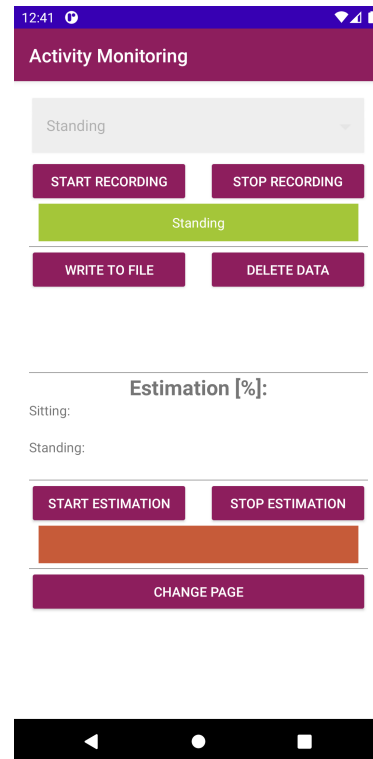 12:41
Activity Monitoring
Standing
START RECORDING STOP RECORDING
Standing
WRITE TO FILE DELETE DATA
Estimation [%]:
Sitting:
Standing:
START ESTIMATION STOP ESTIMATION
CHANGE PAGE